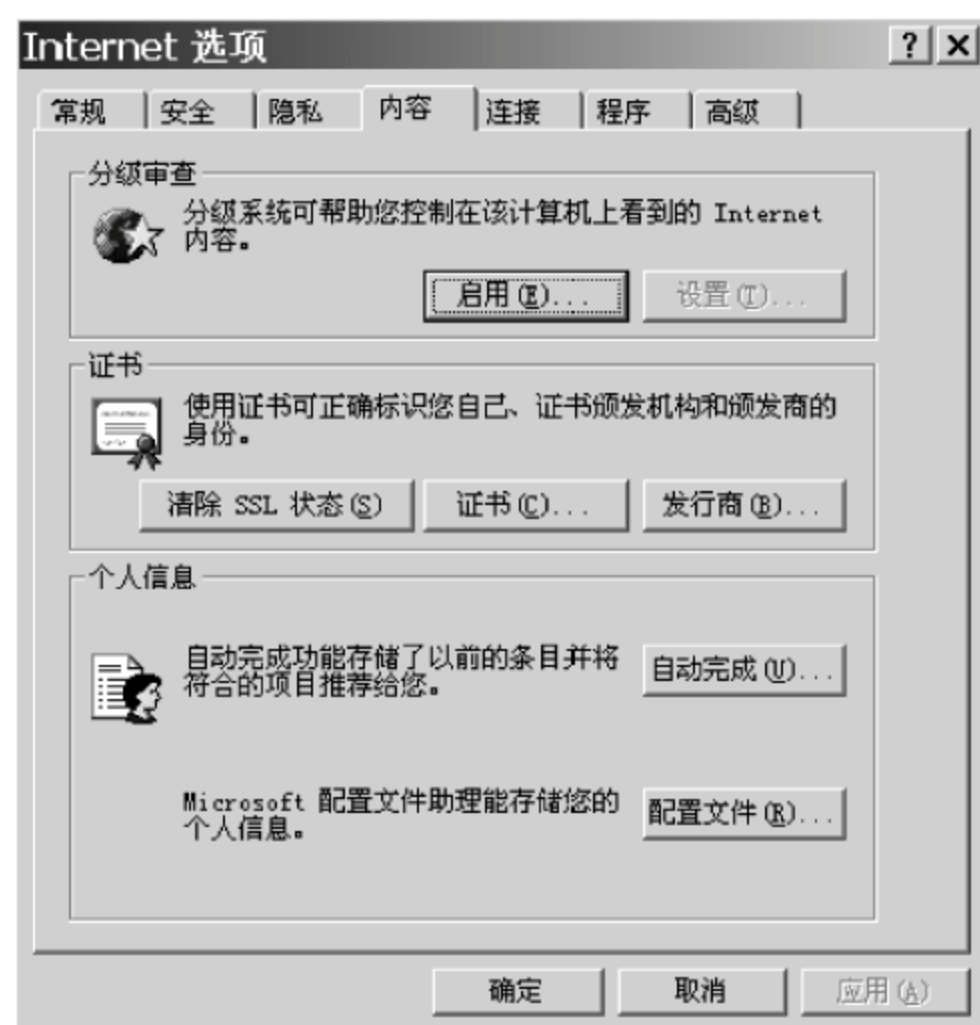 Internet 选项
常规 安全 隐私 内容 连接 程序 高级
分级审查
分级系统可帮助您控制在该计算机上看到的 Internet
内容。
启用(E)... 设置(T)...
证书
使用证书可正确标识您自己、证书颁发机构和颁发商的
身份。
清除 SSL 状态(S) 证书(C)... 发行商(B)...
个人信息
自动完成功能存储了以前的条目并将
符合的项目推荐给您。
自动完成(U)...
Microsoft 配置文件助理能存储您的
个人信息。
配置文件(R)...
确定 取消 应用(A)